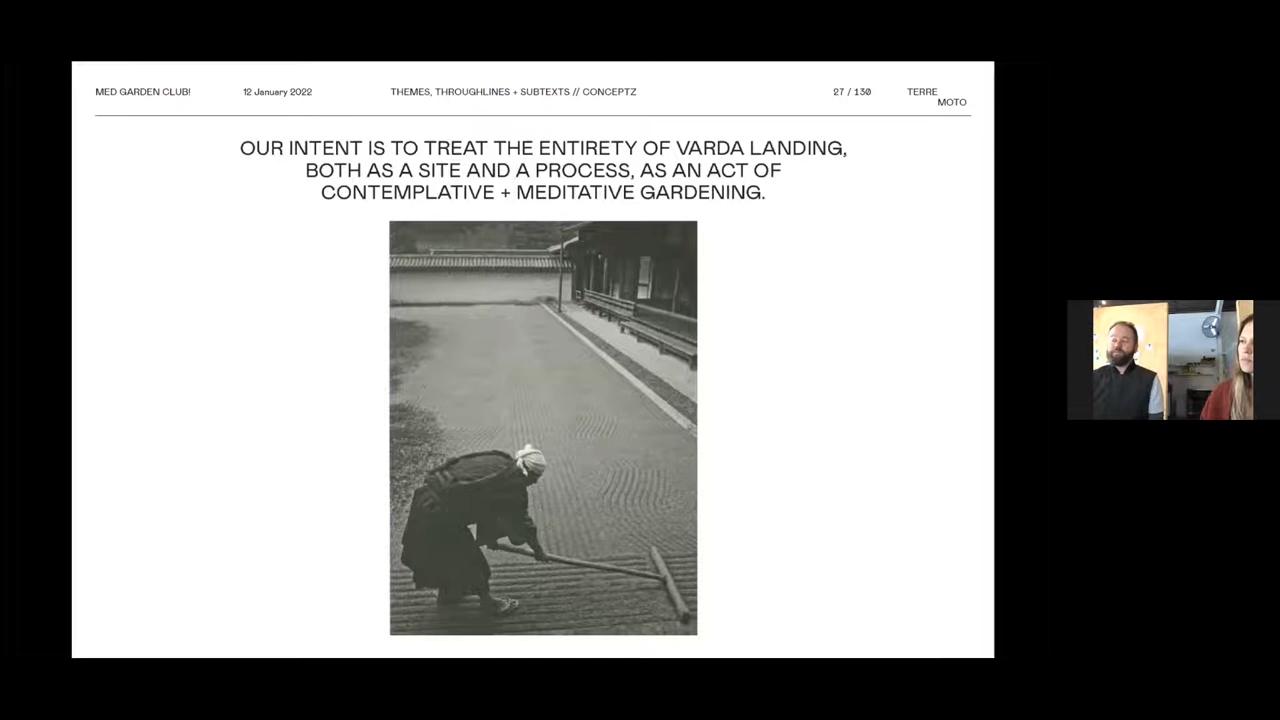 MED GARDEN CLUB!
12 January 2022
THEMES, THROUGHLINES + SUBTEXTS // CONCEPTZ
27 / 130
TERRE
MOTO
OUR INTENT IS TO TREAT THE ENTIRETY OF VARDA LANDING,
BOTH AS A SITE AND A PROCESS, AS AN ACT OF
CONTEMPLATIVE + MEDITATIVE GARDENING.